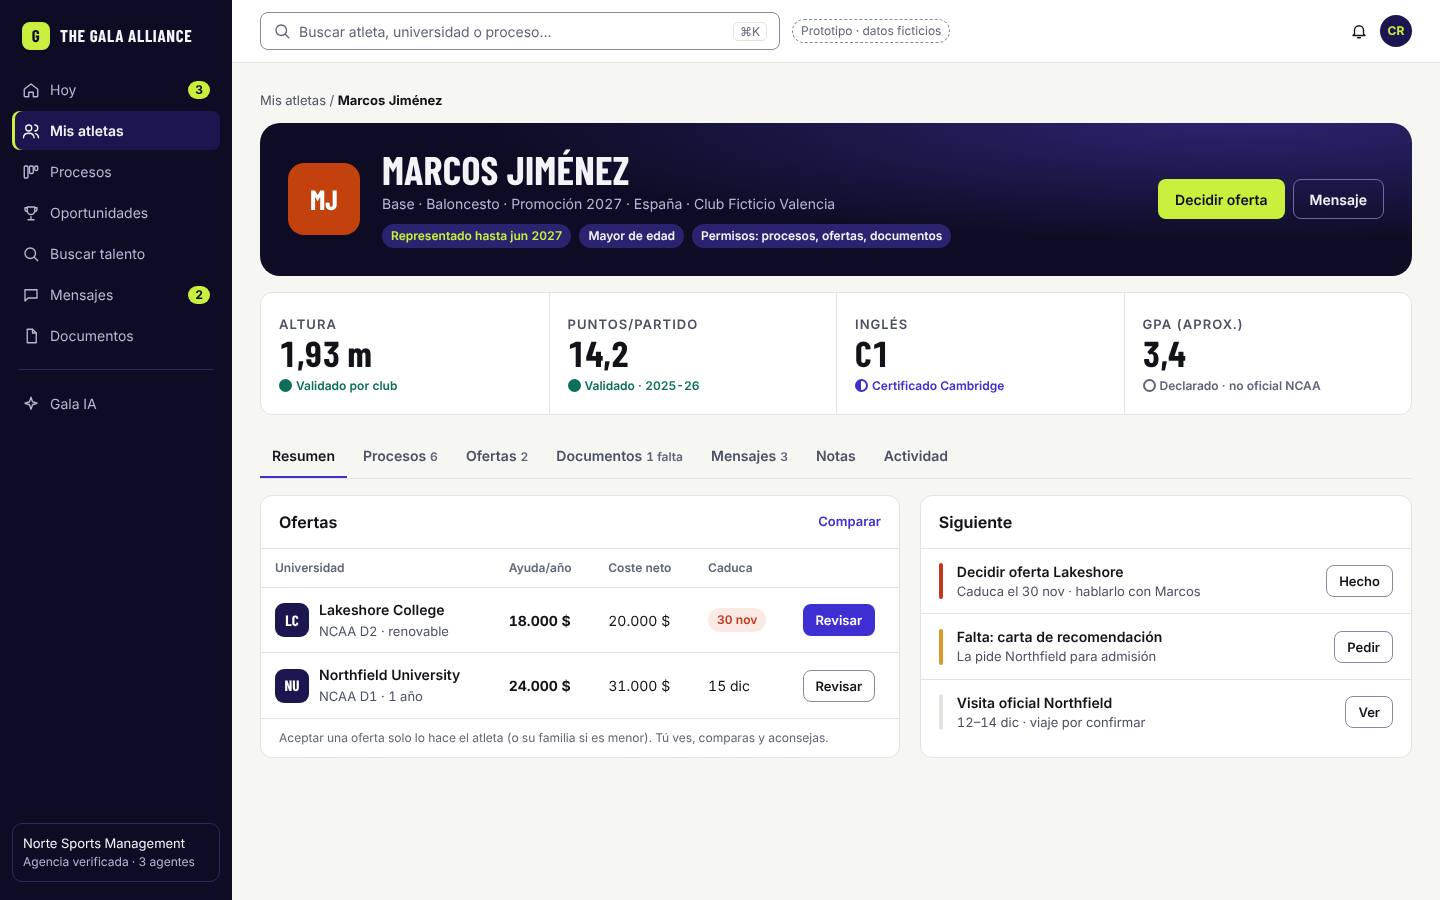 G THE GALA ALLIANCE
Hoy 3
Mis atletas
Procesos
Oportunidades
Buscar talento
Mensajes 2
Documentos
Gala IA
Norte Sports Management
Agencia verificada · 3 agentes
Buscar atleta, universidad o proceso... ⌘K
Prototipo · datos ficticios
CR
Mis atletas / Marcos Jiménez
MJ
MARCOS JIMÉNEZ
Base · Baloncesto · Promoción 2027 · España · Club Ficticio Valencia
Representado hasta jun 2027 Mayor de edad Permisos: procesos, ofertas, documentos
Decidir oferta Mensaje
ALTURA
1,93 m
Validado por club
PUNTOS/PARTIDO
14,2
Validado · 2025-26
INGLÉS
C1
Certificado Cambridge
GPA (APROX.)
3,4
Declarado · no oficial NCAA
Resumen Procesos 6 Ofertas 2 Documentos 1 falta Mensajes 3 Notas Actividad
Ofertas Comparar
Universidad Ayuda/año Coste neto Caduca
LC Lakeshore College 18.000 $ 20.000 $ 30 nov Revisar
NCAA D2 · renovable
NU Northfield University 24.000 $ 31.000 $ 15 dic Revisar
NCAA D1 · 1 año
Aceptar una oferta solo lo hace el atleta (o su familia si es menor). Tú ves, comparas y aconsejas.
Siguiente
Decidir oferta Lakeshore Hecho
Caduca el 30 nov · hablarlo con Marcos
Falta: carta de recomendación Pedir
La pide Northfield para admisión
Visita oficial Northfield Ver
12–14 dic · viaje por confirmar